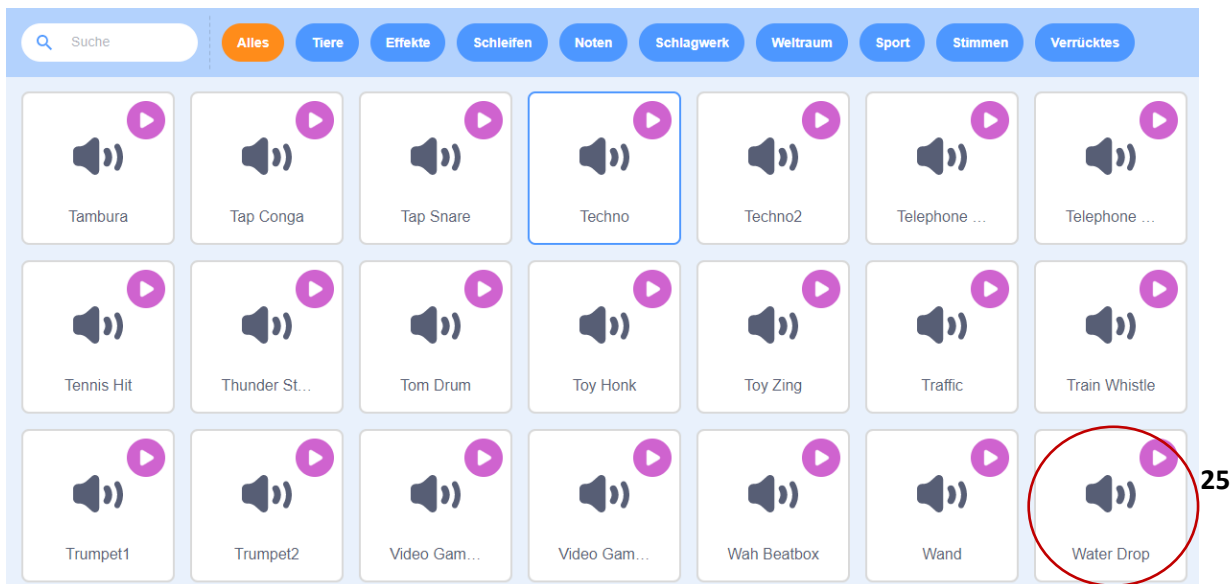 Suche Alles Tiere Effekte Schleifen Noten Schlagwerk Weltraum Sport Stimmen Verrücktes
Tambura Tap Conga Tap Snare Techno Techno2 Telephone ... Telephone ...
Tennis Hit Thunder St... Tom Drum Toy Honk Toy Zing Traffic Train Whistle
25
Trumpet1 Trumpet2 Video Gam... Video Gam... Wah Beatbox Wand Water Drop